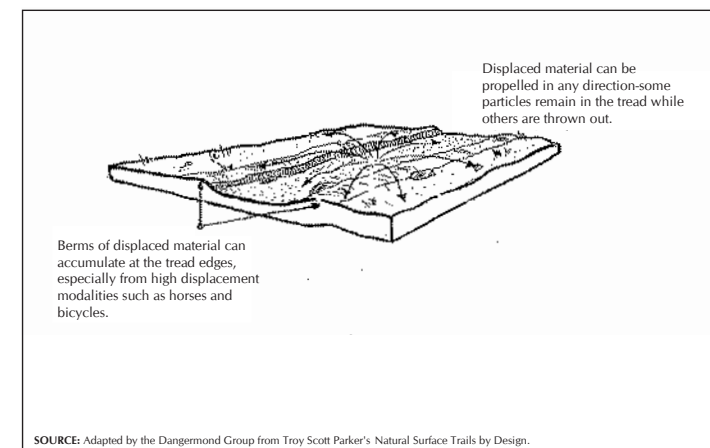 Displaced material can be
propelled in any direction-some
particles remain in the tread while
others are thrown out.
Berms of displaced material can
accumulate at the tread edges,
especially from high displacement
modalities such as horses and
bicycles.
SOURCE: Adapted by the Dangermond Group from Troy Scott Parker's Natural Surface Trails by Design.